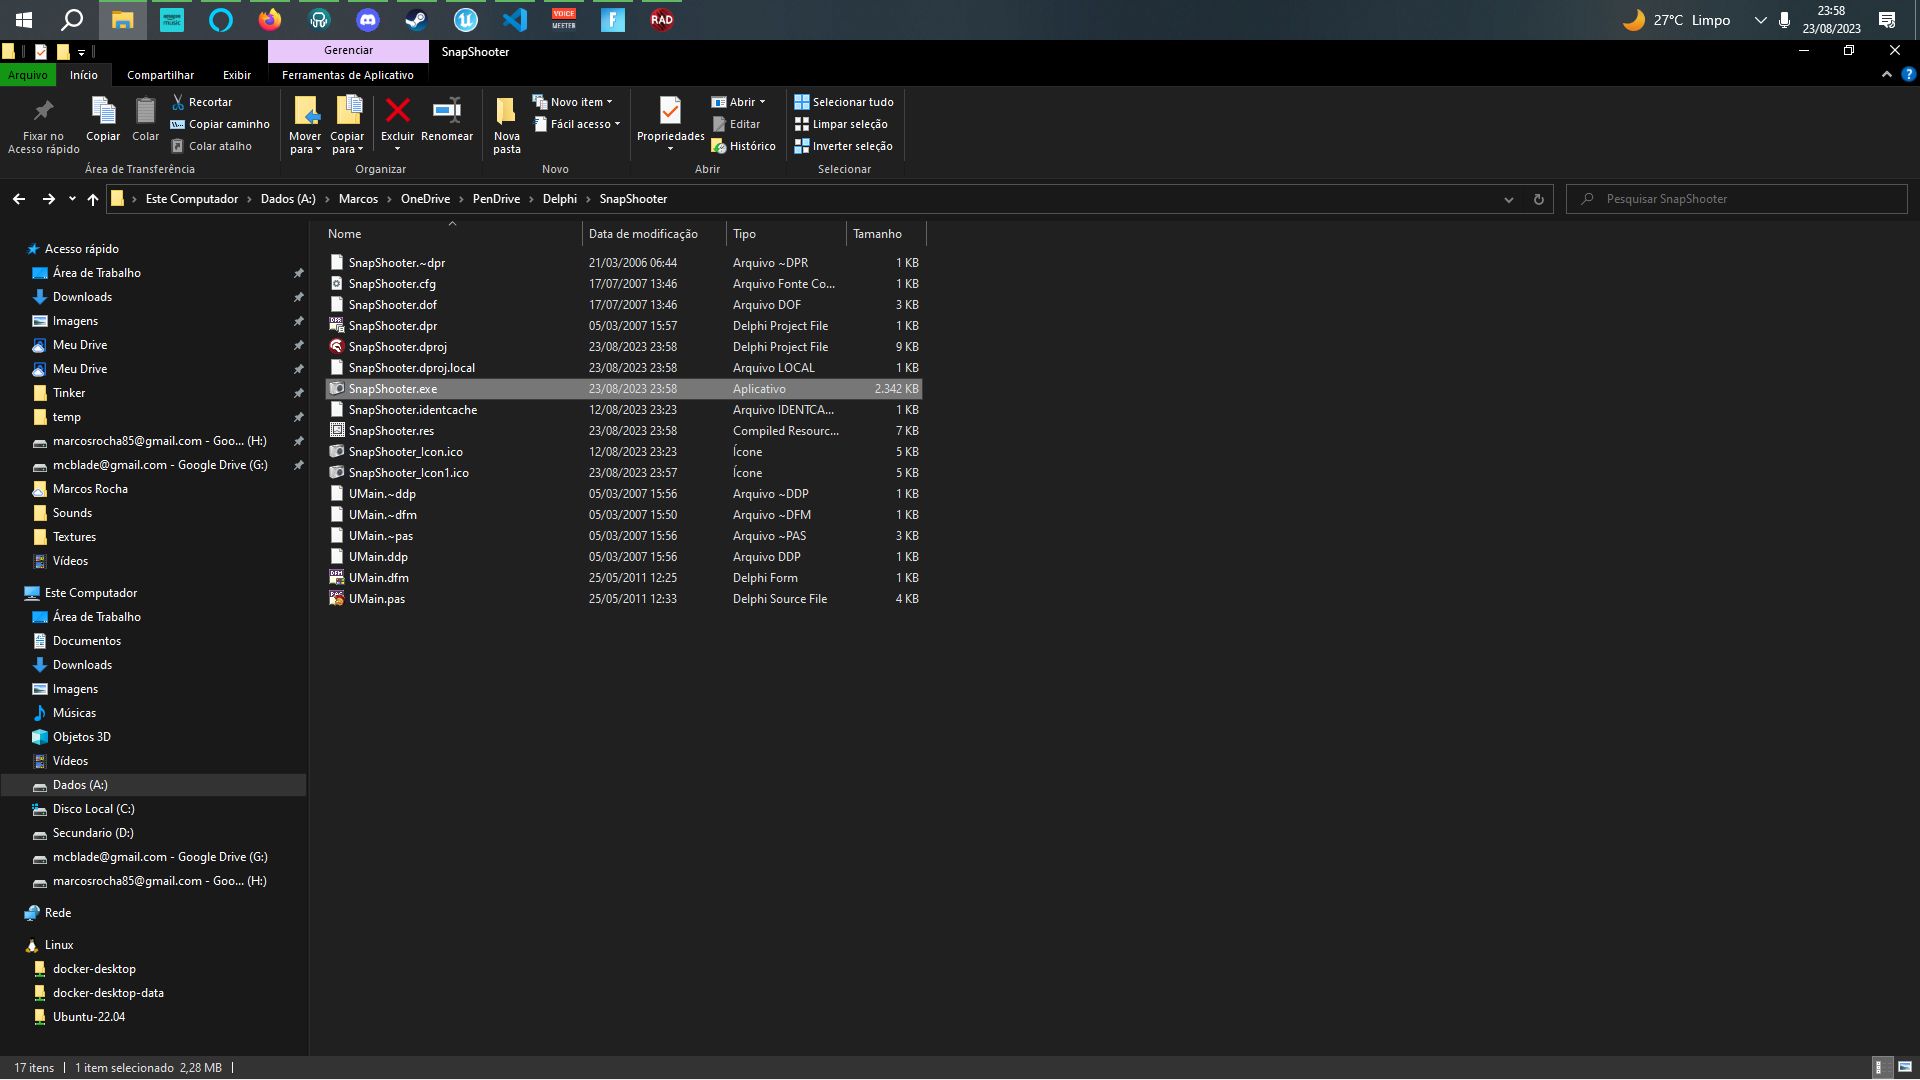 27°C Limpo
23:58
23/08/2023
VOICE
MEETER
F
RAD
Gerenciar
SnapShooter
Arquivo
Início
Compartilhar
Exibir
Ferramentas de Aplicativo
Fixar no
Acesso rápido
Copiar
Colar
Recortar
Copiar caminho
Colar atalho
Área de Transferência
Mover
para
Copiar
para
Excluir
Renomear
Organizar
Nova
pasta
Novo item
Fácil acesso
Novo
Propriedades
Abrir
Editar
Histórico
Abrir
Selecionar tudo
Limpar seleção
Inverter seleção
Selecionar
Este Computador > Dados (A:) > Marcos > OneDrive > PenDrive > Delphi > SnapShooter
Pesquisar SnapShooter
Acesso rápido
Área de Trabalho
Downloads
Imagens
Meu Drive
Meu Drive
Tinker
temp
marcosrocha85@gmail.com - Goo... (H:)
mcblade@gmail.com - Google Drive (G:)
Marcos Rocha
Sounds
Textures
Vídeos
Este Computador
Área de Trabalho
Documentos
Downloads
Imagens
Músicas
Objetos 3D
Vídeos
Dados (A:)
Disco Local (C:)
Secundario (D:)
mcblade@gmail.com - Google Drive (G:)
marcosrocha85@gmail.com - Goo... (H:)
Rede
Linux
docker-desktop
docker-desktop-data
Ubuntu-22.04
Nome Data de modificação Tipo Tamanho
SnapShooter.~dpr 21/03/2006 06:44 Arquivo ~DPR 1 KB
SnapShooter.cfg 17/07/2007 13:46 Arquivo Fonte Co... 1 KB
SnapShooter.dof 17/07/2007 13:46 Arquivo DOF 3 KB
SnapShooter.dpr 05/03/2007 15:57 Delphi Project File 1 KB
SnapShooter.dproj 23/08/2023 23:58 Delphi Project File 9 KB
SnapShooter.dproj.local 23/08/2023 23:58 Arquivo LOCAL 1 KB
SnapShooter.exe 23/08/2023 23:58 Aplicativo 2.342 KB
SnapShooter.identcache 12/08/2023 23:23 Arquivo IDENTCA... 1 KB
SnapShooter.res 23/08/2023 23:58 Compiled Resourc... 7 KB
SnapShooter_Icon.ico 12/08/2023 23:23 Ícone 5 KB
SnapShooter_Icon1.ico 23/08/2023 23:57 Ícone 5 KB
UMain.~ddp 05/03/2007 15:56 Arquivo ~DDP 1 KB
UMain.~dfm 05/03/2007 15:50 Arquivo ~DFM 1 KB
UMain.~pas 05/03/2007 15:56 Arquivo ~PAS 3 KB
UMain.ddp 05/03/2007 15:56 Arquivo DDP 1 KB
UMain.dfm 25/05/2011 12:25 Delphi Form 1 KB
UMain.pas 25/05/2011 12:33 Delphi Source File 4 KB
17 itens 1 item selecionado 2,28 MB